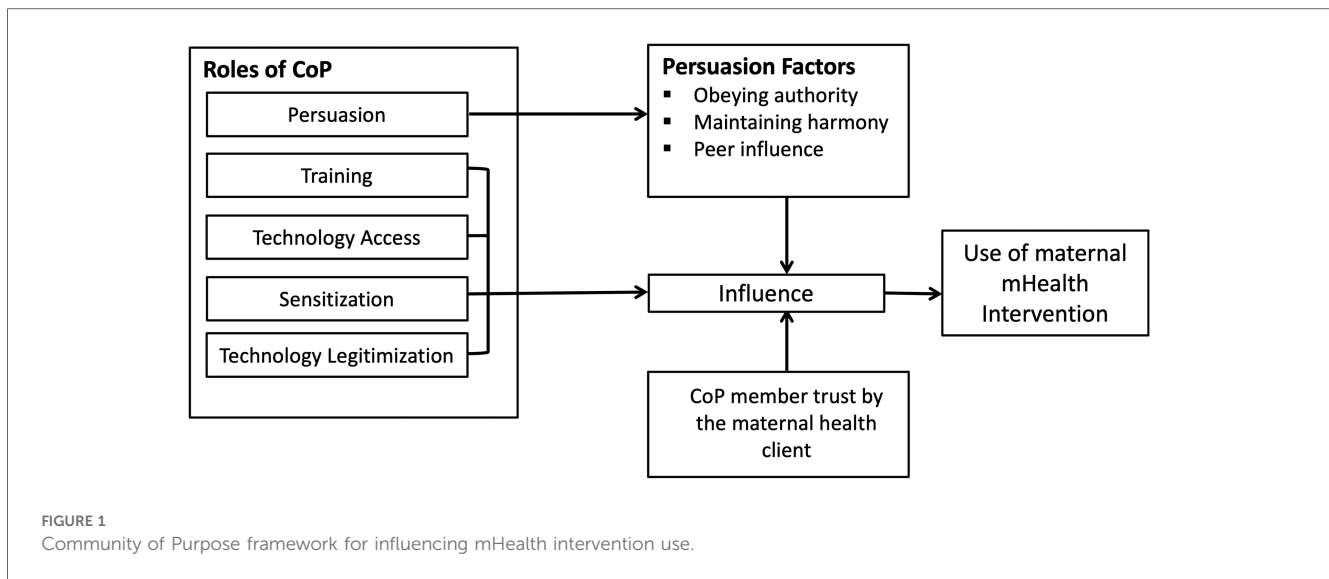 Roles of CoP
Persuasion
Training
Technology Access
Sensitization
Technology Legitimization
Persuasion Factors
▪ Obeying authority
▪ Maintaining harmony
▪ Peer influence
Influence
CoP member trust by
the maternal health
client
Use of maternal
mHealth
Intervention
FIGURE 1
Community of Purpose framework for influencing mHealth intervention use.